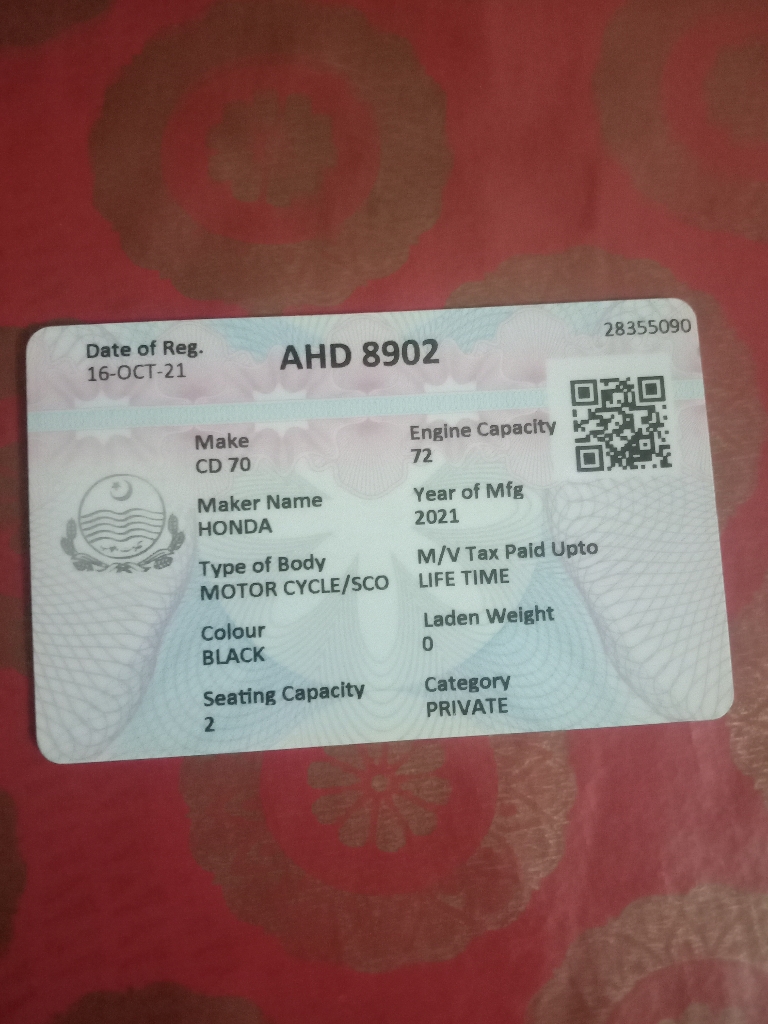 Date of Reg.
16-OCT-21
AHD 8902
28355090
Make
CD 70
Engine Capacity
72
Maker Name
HONDA
Year of Mfg
2021
Type of Body
MOTOR CYCLE/SCO
M/V Tax Paid Upto
LIFE TIME
Colour
BLACK
Laden Weight
0
Seating Capacity
2
Category
PRIVATE